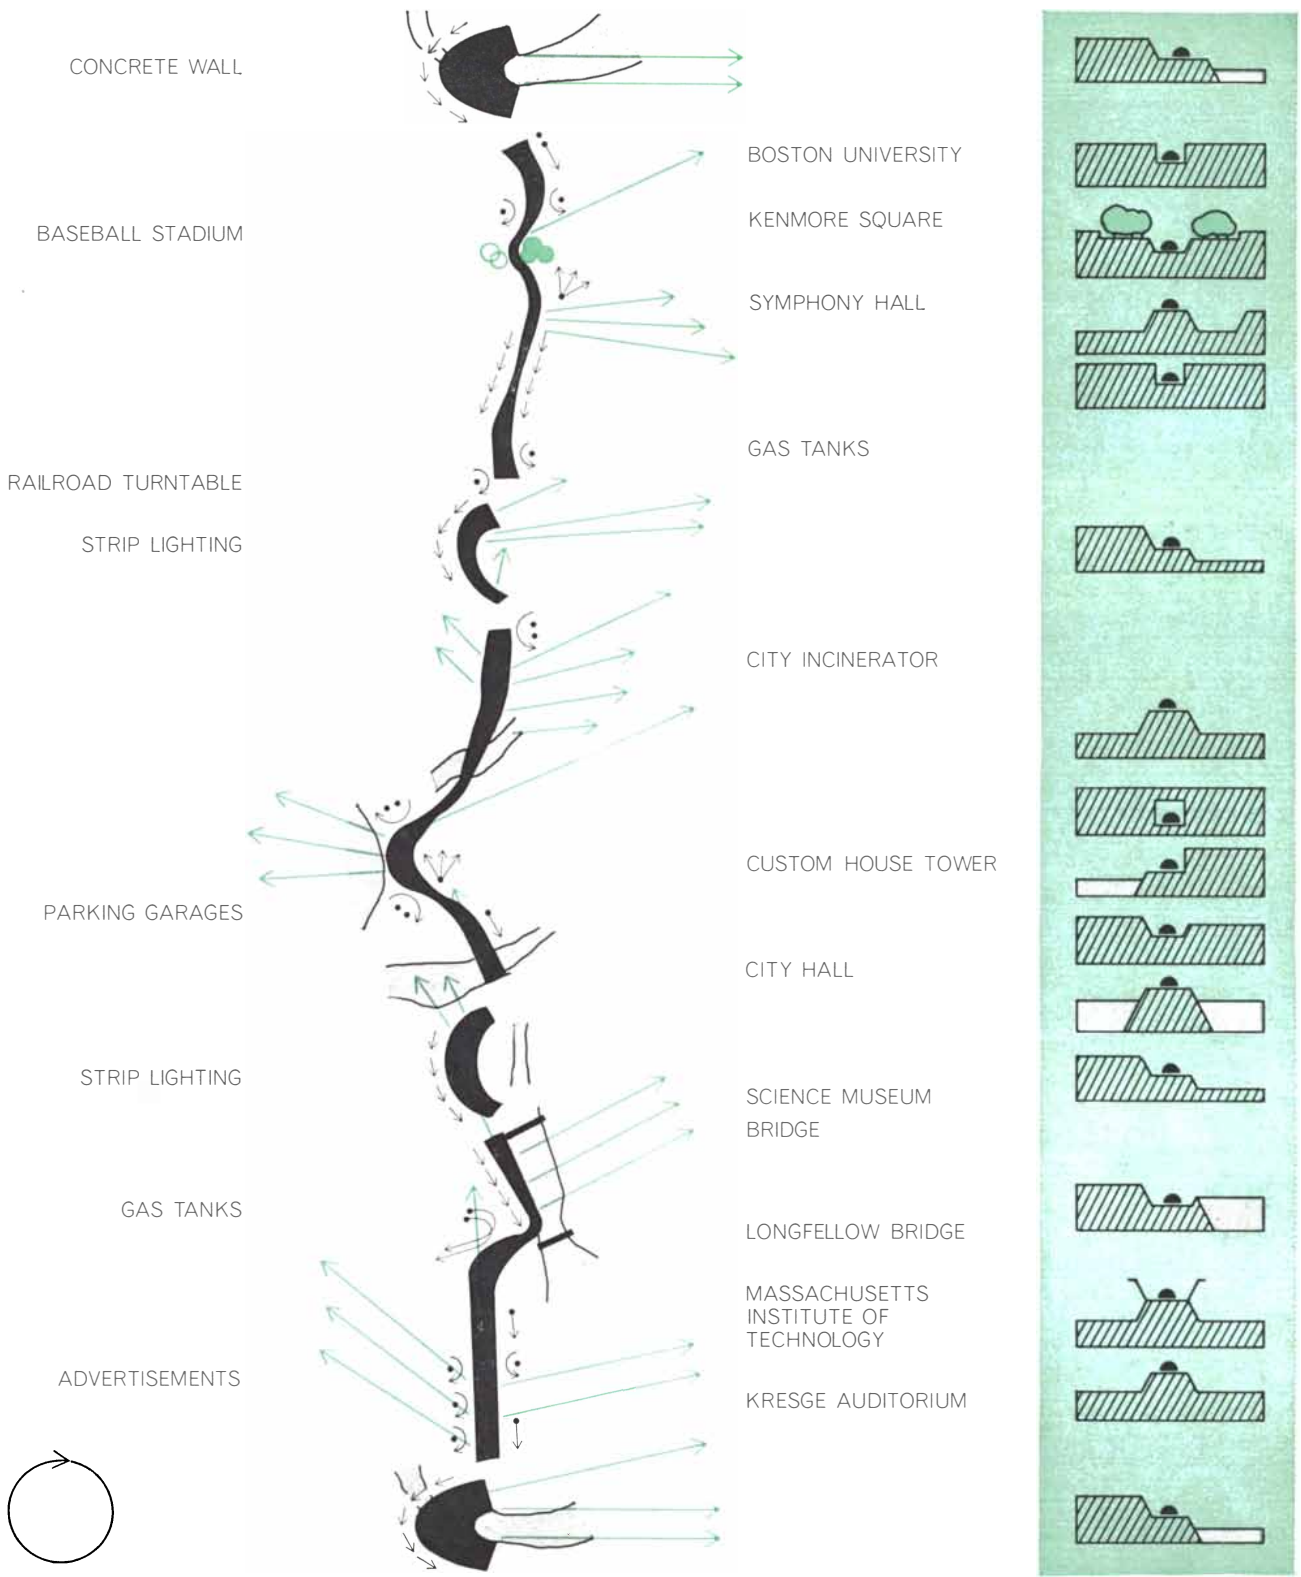 CONCRETE WALL
BOSTON UNIVERSITY
KENMORE SQUARE
BASEBALL STADIUM
SYMPHONY HALL
GAS TANKS
RAILROAD TURNTABLE
STRIP LIGHTING
CITY INCINERATOR
CUSTOM HOUSE TOWER
PARKING GARAGES
CITY HALL
STRIP LIGHTING
SCIENCE MUSEUM
BRIDGE
GAS TANKS
LONGFELLOW BRIDGE
MASSACHUSETTS
INSTITUTE OF
TECHNOLOGY
ADVERTISEMENTS
KRESGE AUDITORIUM